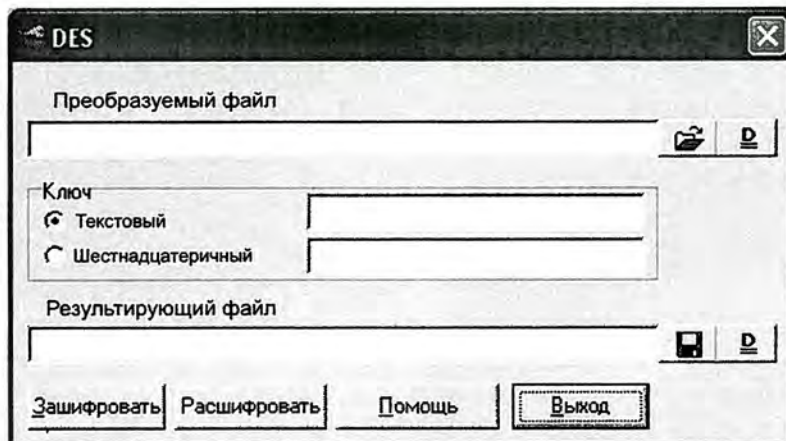 DES
Преобразуемый файл
D
Ключ
Текстовый
Шестнадцатеричный
Результирующий файл
D
Зашифровать Расшифровать Помощь Выход